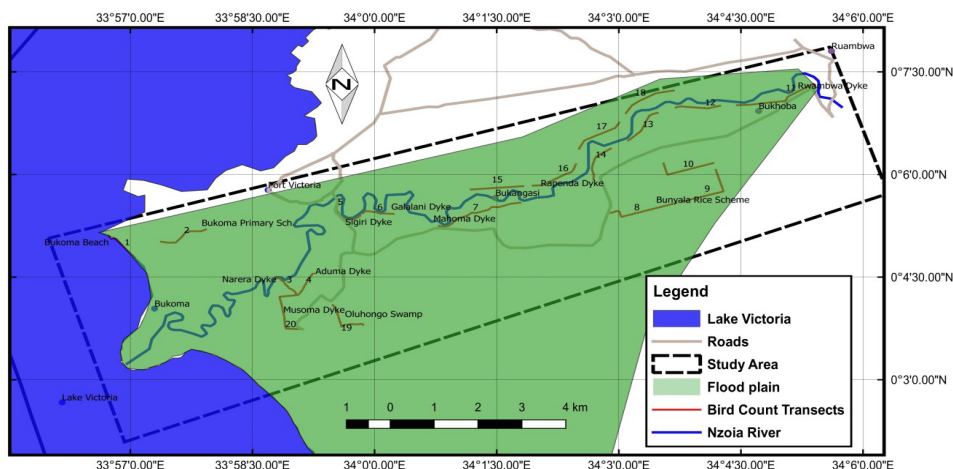 33°57'0.00"E 33°58'30.00"E 34°0'0.00"E 34°1'30.00"E 34°3'0.00"E 34°4'30.00"E 34°6'0.00"E
Ruambwa
N
0°7'30.00"N
11
Rwambwa Dyke
18
12
Bukhoba
17
13
14
16
10
0°6'0.00"N
15
Rapenda Dyke
Port Victoria
Bukangasi
9
Bunyala Rice Scheme
8
5
6
Galalani Dyke
7
Mahoma Dyke
Sigiri Dyke
Bukoma Primary Sch.
2
Bukoma Beach
1
Narera Dyke
3
4
Aduma Dyke
0°4'30.00"N
Bukoma
Musoma Dyke
Oluhongo Swamp
20
19
Legend
Lake Victoria
Roads
Study Area
Flood plain
Bird Count Transects
Nzoia River
0°3'0.00"N
Lake Victoria
1 0 1 2 3 4 km
33°57'0.00"E 33°58'30.00"E 34°0'0.00"E 34°1'30.00"E 34°3'0.00"E 34°4'30.00"E 34°6'0.00"E